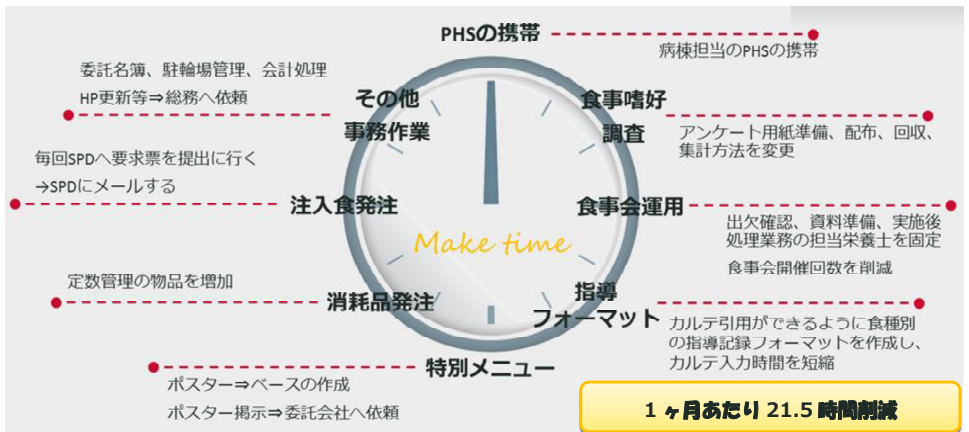 PHSの携帯
病棟担当のPHSの携帯
食事嗜好
調査
アンケート用紙準備、配布、回収、
集計方法を変更
食事会運用
出欠確認、資料準備、実施後
処理業務の担当栄養士を固定
食事会開催回数を削減
指導
フォーマット
カルテ引用ができるように食種別
の指導記録フォーマットを作成し、
カルテ入力時間を短縮
特別メニュー
ポスター⇒ベースの作成
ポスター掲示⇒委託会社へ依頼
消耗品発注
定数管理の物品を増加
注入食発注
毎回SPDへ要求票を提出に行く
→SPDにメールする
その他
事務作業
委託名簿、駐輪場管理、会計処理
HP更新等⇒総務へ依頼
Make time
1ヶ月あたり21.5時間削減